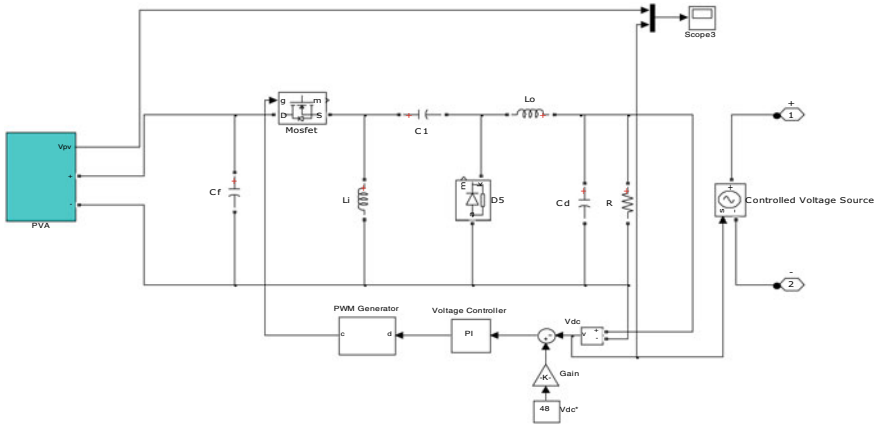 Scope3
Lo
+
1
g m
D S
Mosfet
C1
Vpv
+
-
PVA
Cf
Li
E
D5
Cd
R
+
s -
Controlled Voltage Source
-
2
PWM Generator
Voltage Controller
Vdc
c d
PI
v + -
Gain
-K-
48
Vdc*